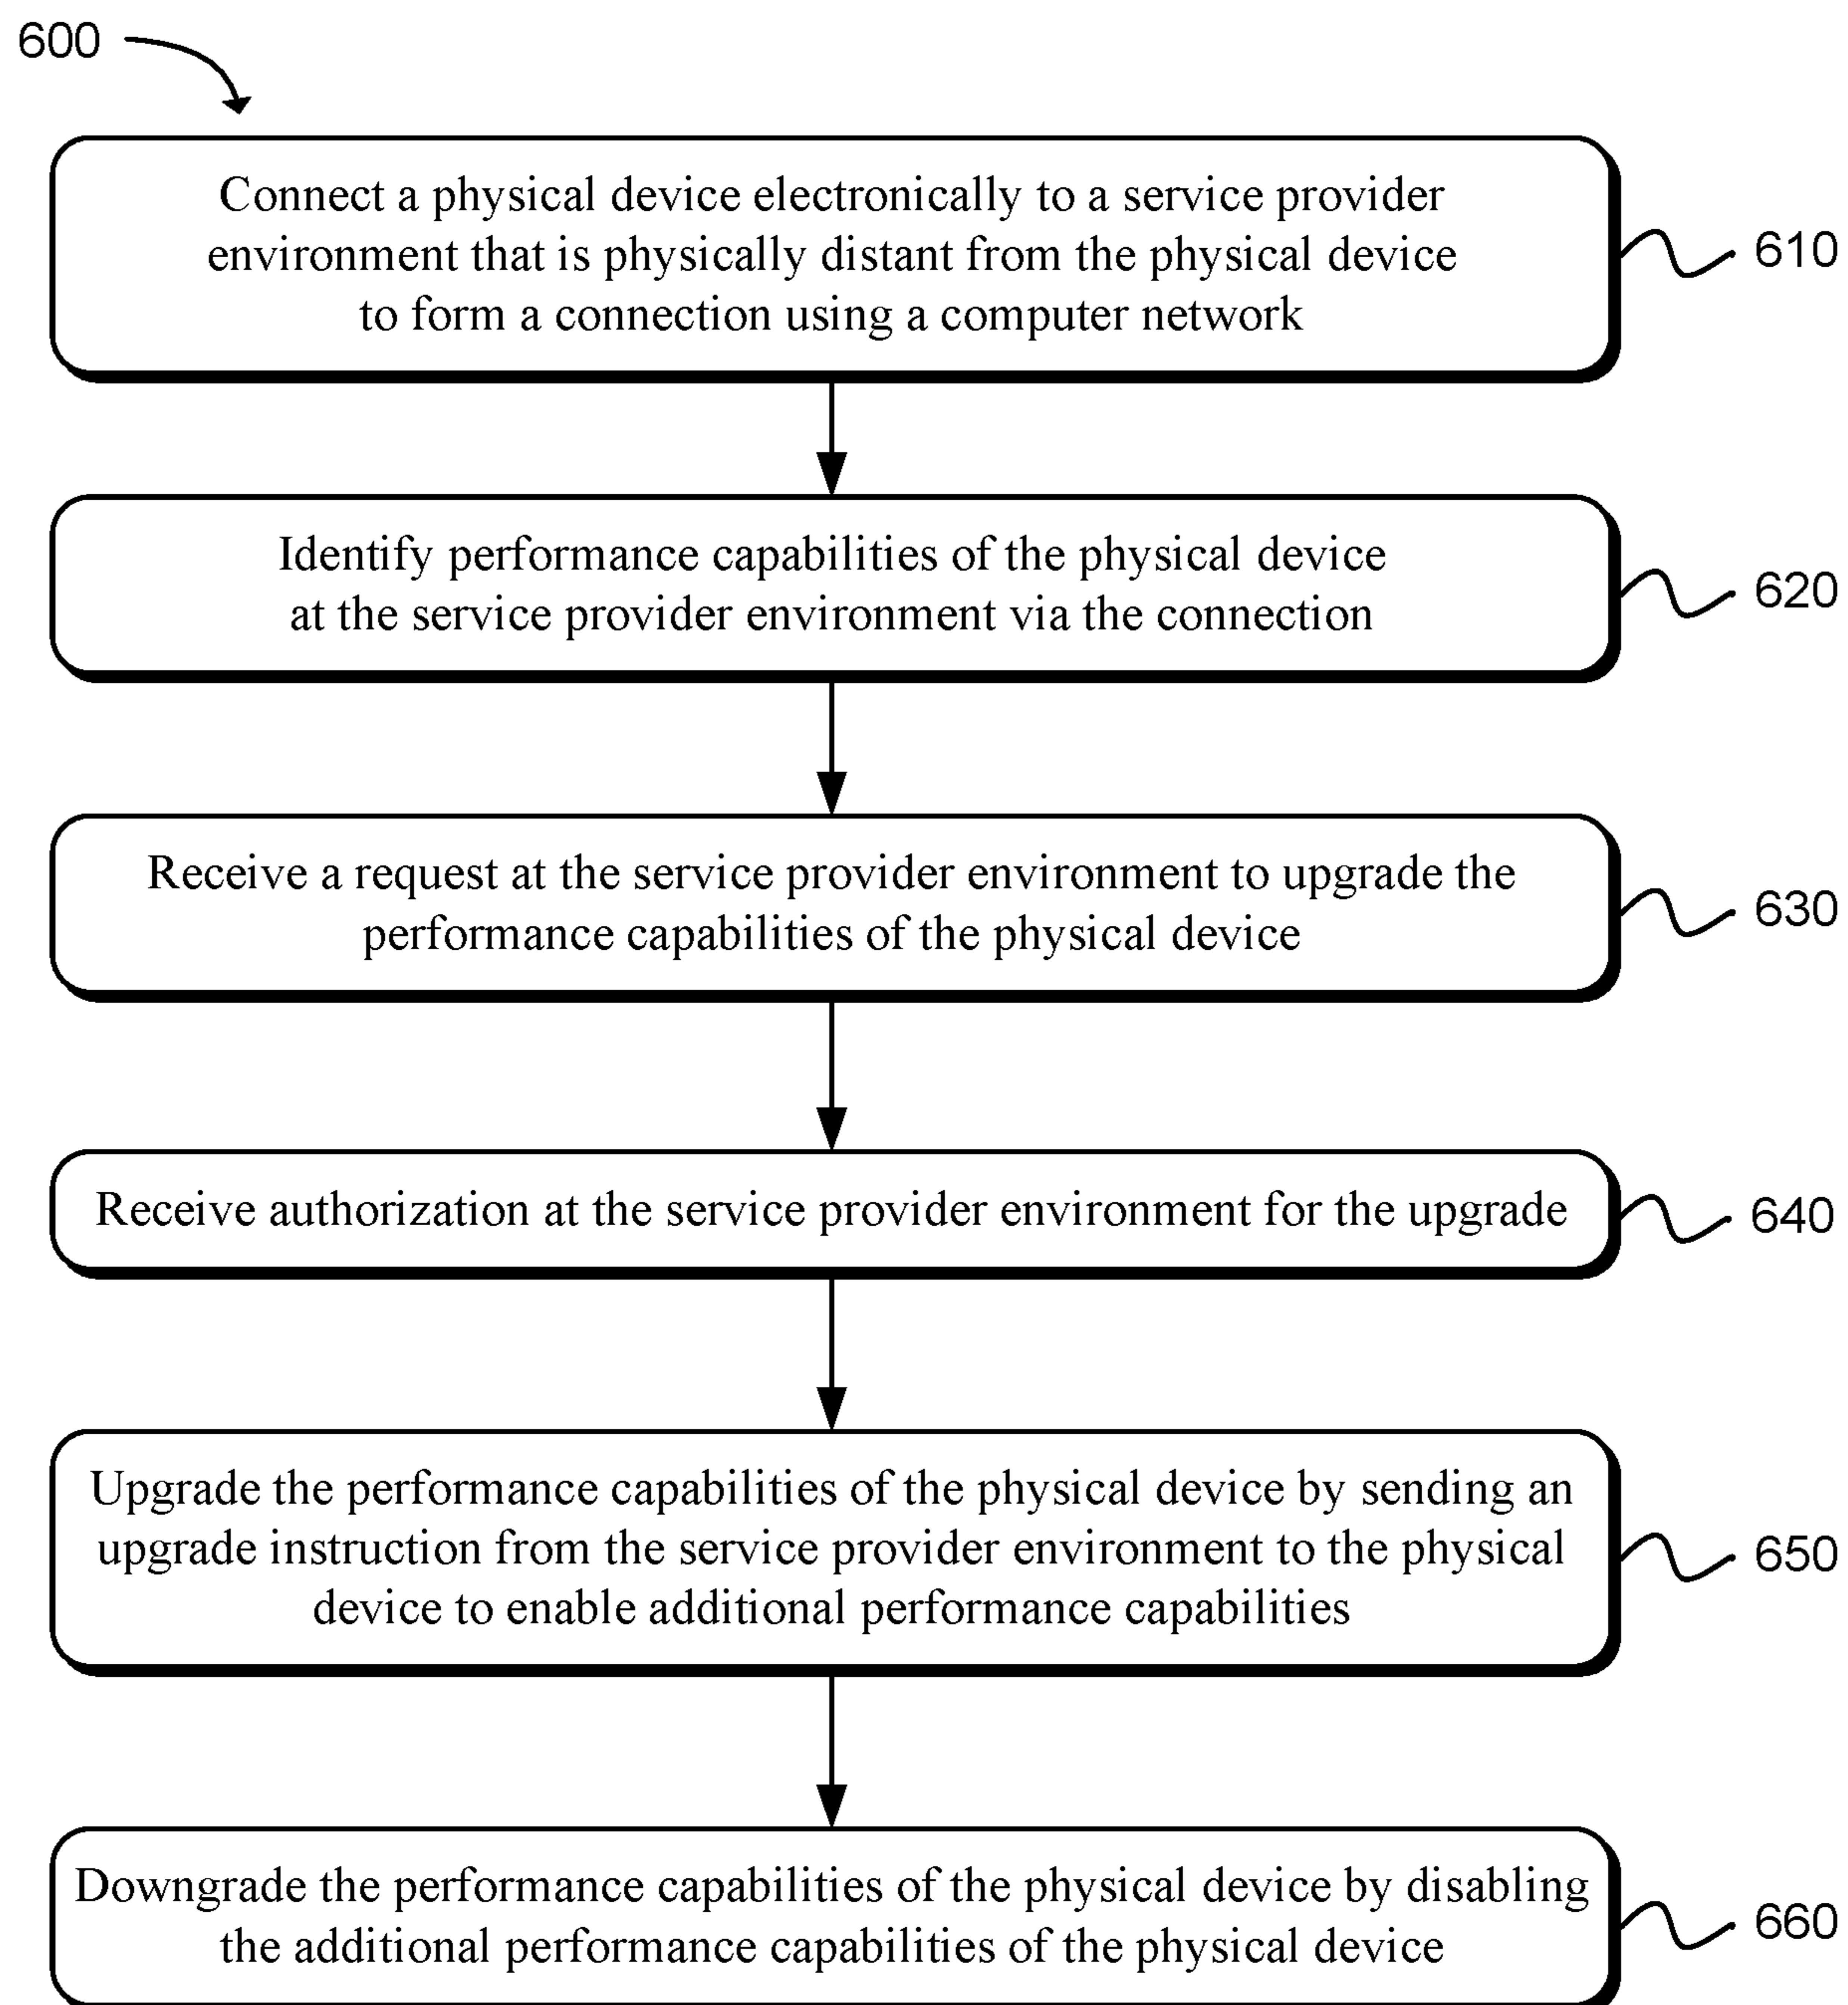 600
Connect a physical device electronically to a service provider
environment that is physically distant from the physical device
to form a connection using a computer network
610
Identify performance capabilities of the physical device
at the service provider environment via the connection
620
Receive a request at the service provider environment to upgrade the
performance capabilities of the physical device
630
Receive authorization at the service provider environment for the upgrade
640
Upgrade the performance capabilities of the physical device by sending an
upgrade instruction from the service provider environment to the physical
device to enable additional performance capabilities
650
Downgrade the performance capabilities of the physical device by disabling
the additional performance capabilities of the physical device
660